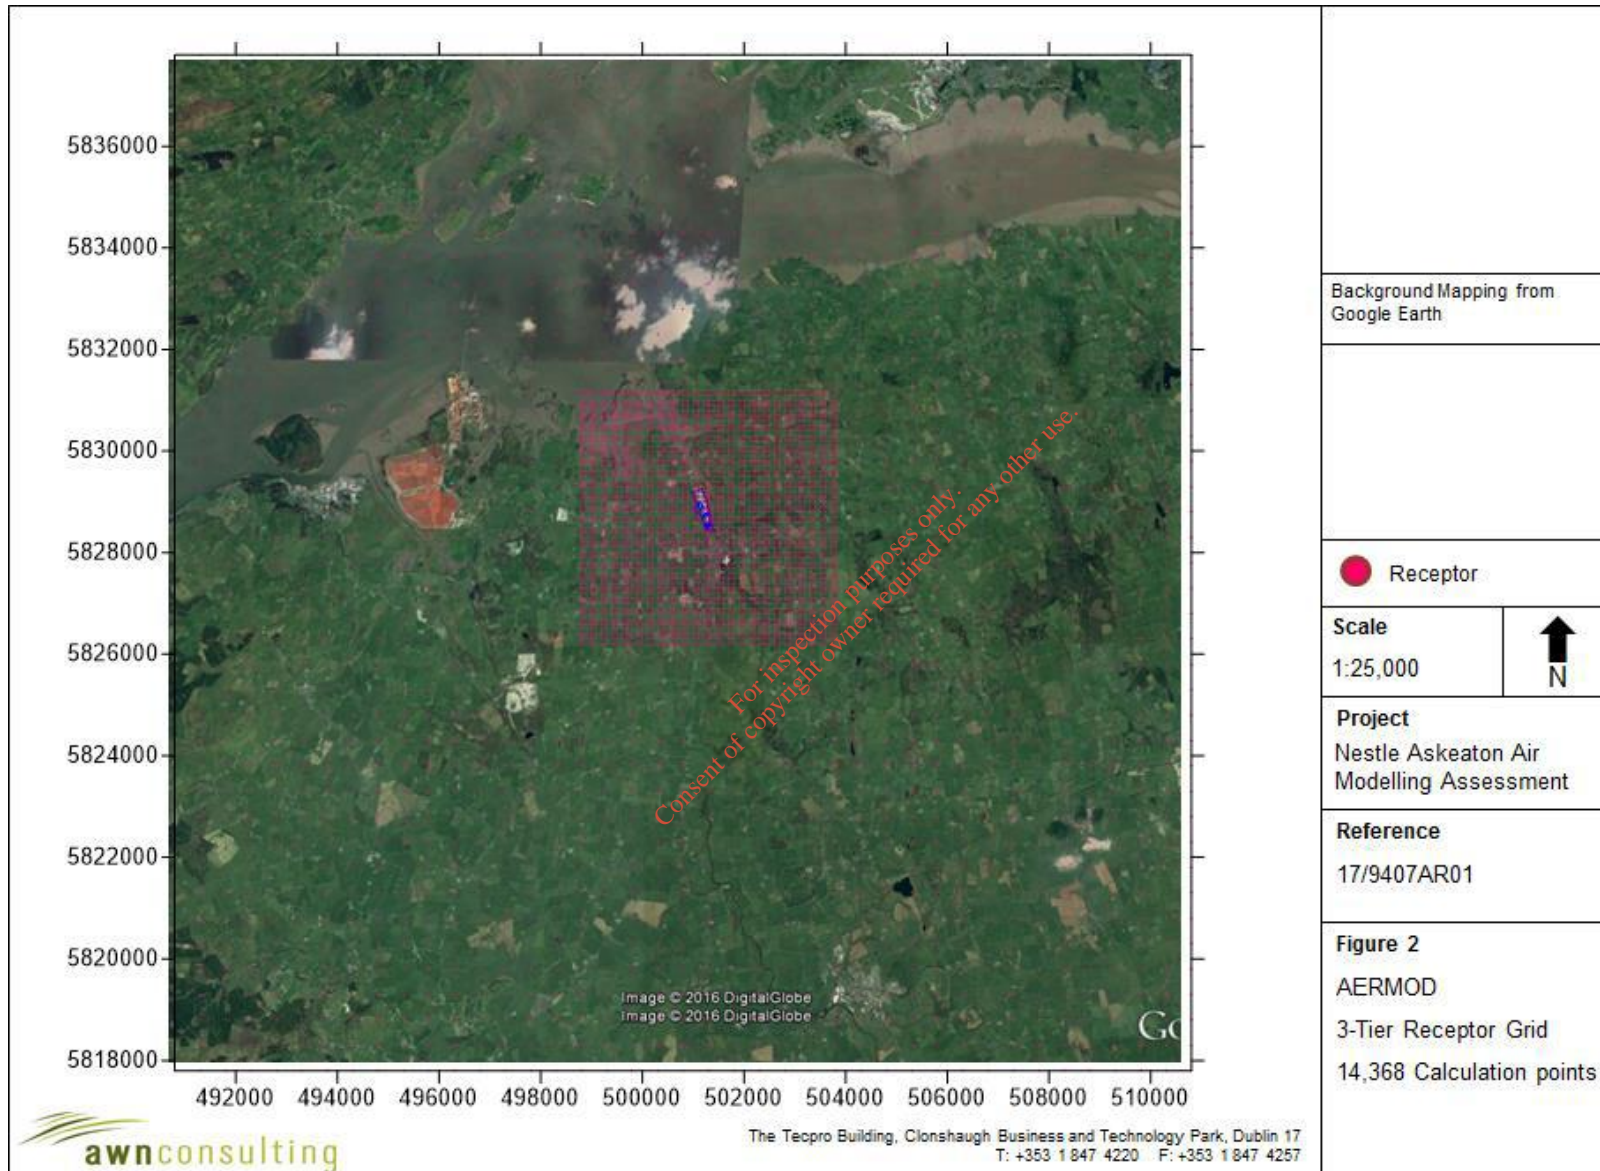 5836000
5834000
5832000
5830000
5828000
5826000
5824000
5822000
5820000
5818000
492000 494000 496000 498000 500000 502000 504000 506000 508000 510000
For inspection purposes only.
Consent of copyright owner required for any other use.
Image © 2016 DigitalGlobe
Image © 2016 DigitalGlobe
Go
Background Mapping from
Google Earth
Receptor
Scale
1:25,000
N
Project
Nestle Askeaton Air
Modelling Assessment
Reference
17/9407AR01
Figure 2
AERMOD
3-Tier Receptor Grid
14,368 Calculation points
awnconsulting
The Tecpro Building, Clonshaugh Business and Technology Park, Dublin 17
T: +353 1 847 4220 F: +353 1 847 4257